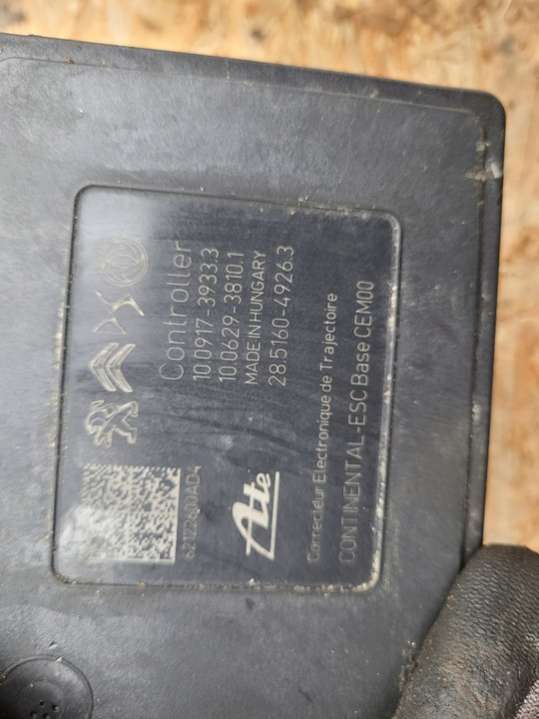 Controller
10.0917-3933.3
10.0629-3810.1
MADE IN HUNGARY
28.5160-4926.3
Ate
Correcteur Electronique de Trajectoire
CONTINENTAL-ESC Base CEM00